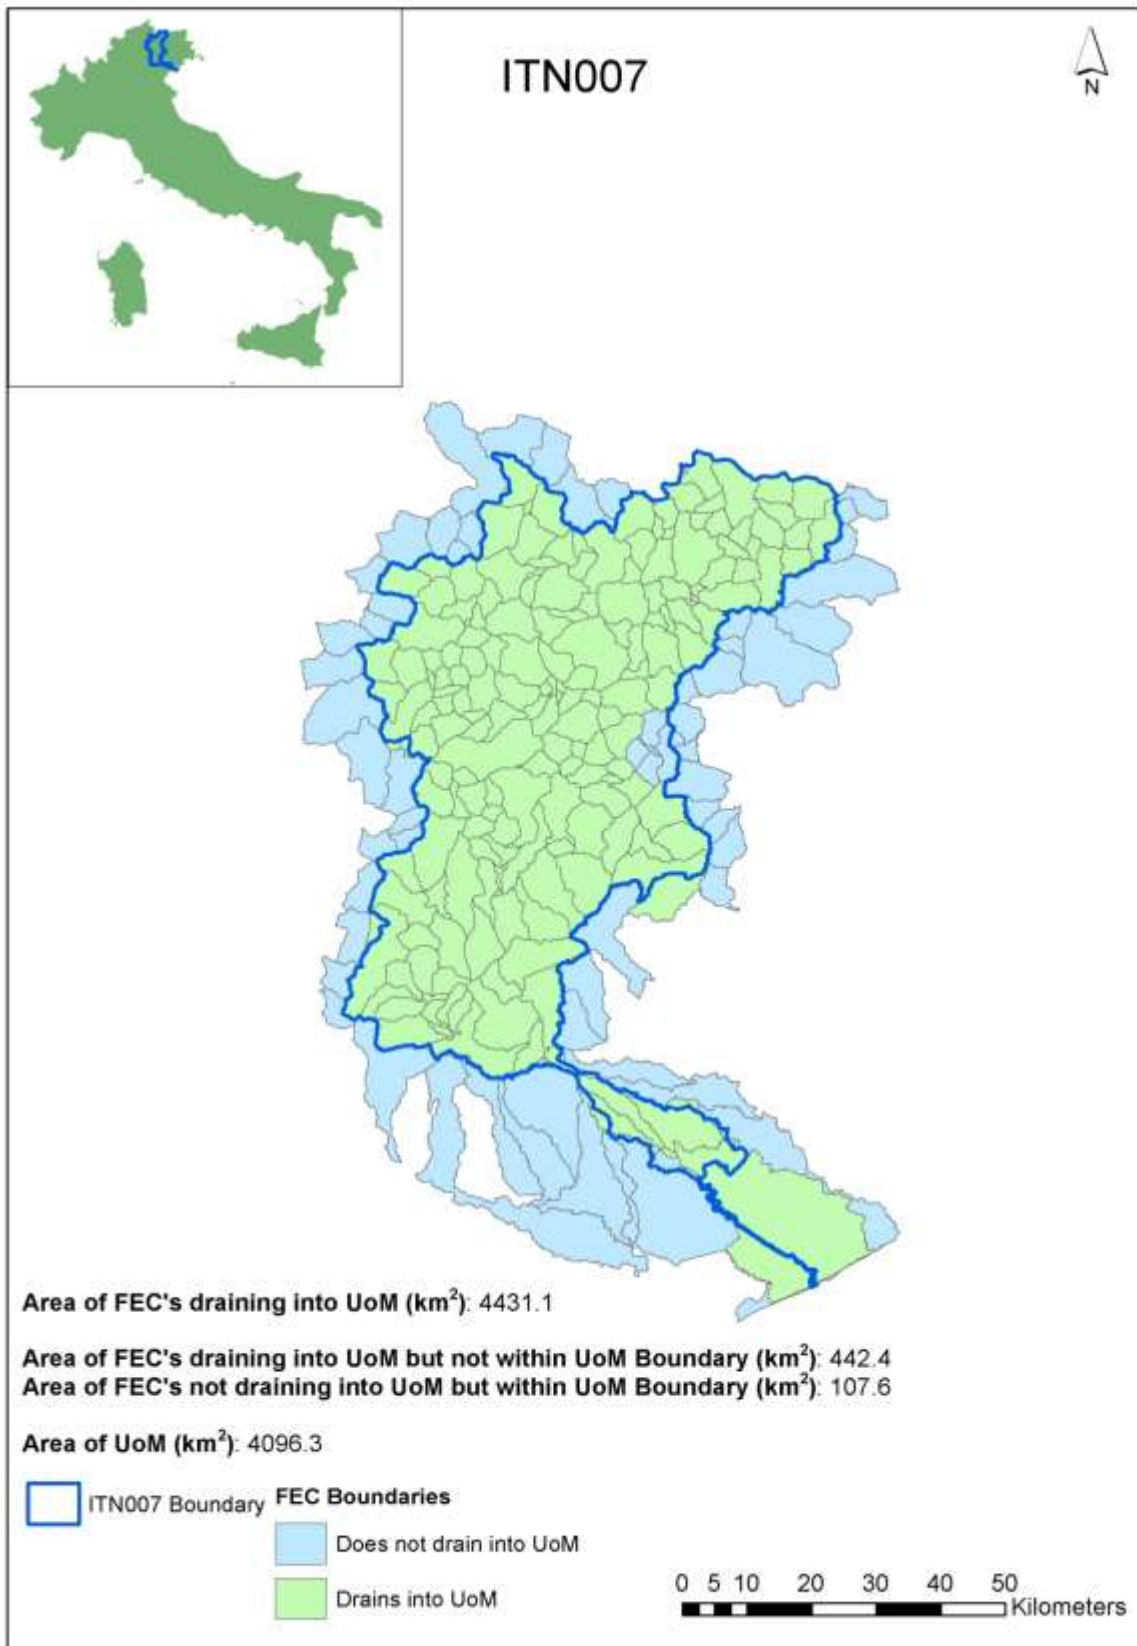 ITN007
N
Area of FEC's draining into UoM (km²): 4431.1
Area of FEC's draining into UoM but not within UoM Boundary (km²): 442.4
Area of FEC's not draining into UoM but within UoM Boundary (km²): 107.6
Area of UoM (km²): 4096.3
ITN007 Boundary
FEC Boundaries
Does not drain into UoM
Drains into UoM
0 5 10 20 30 40 50
Kilometers